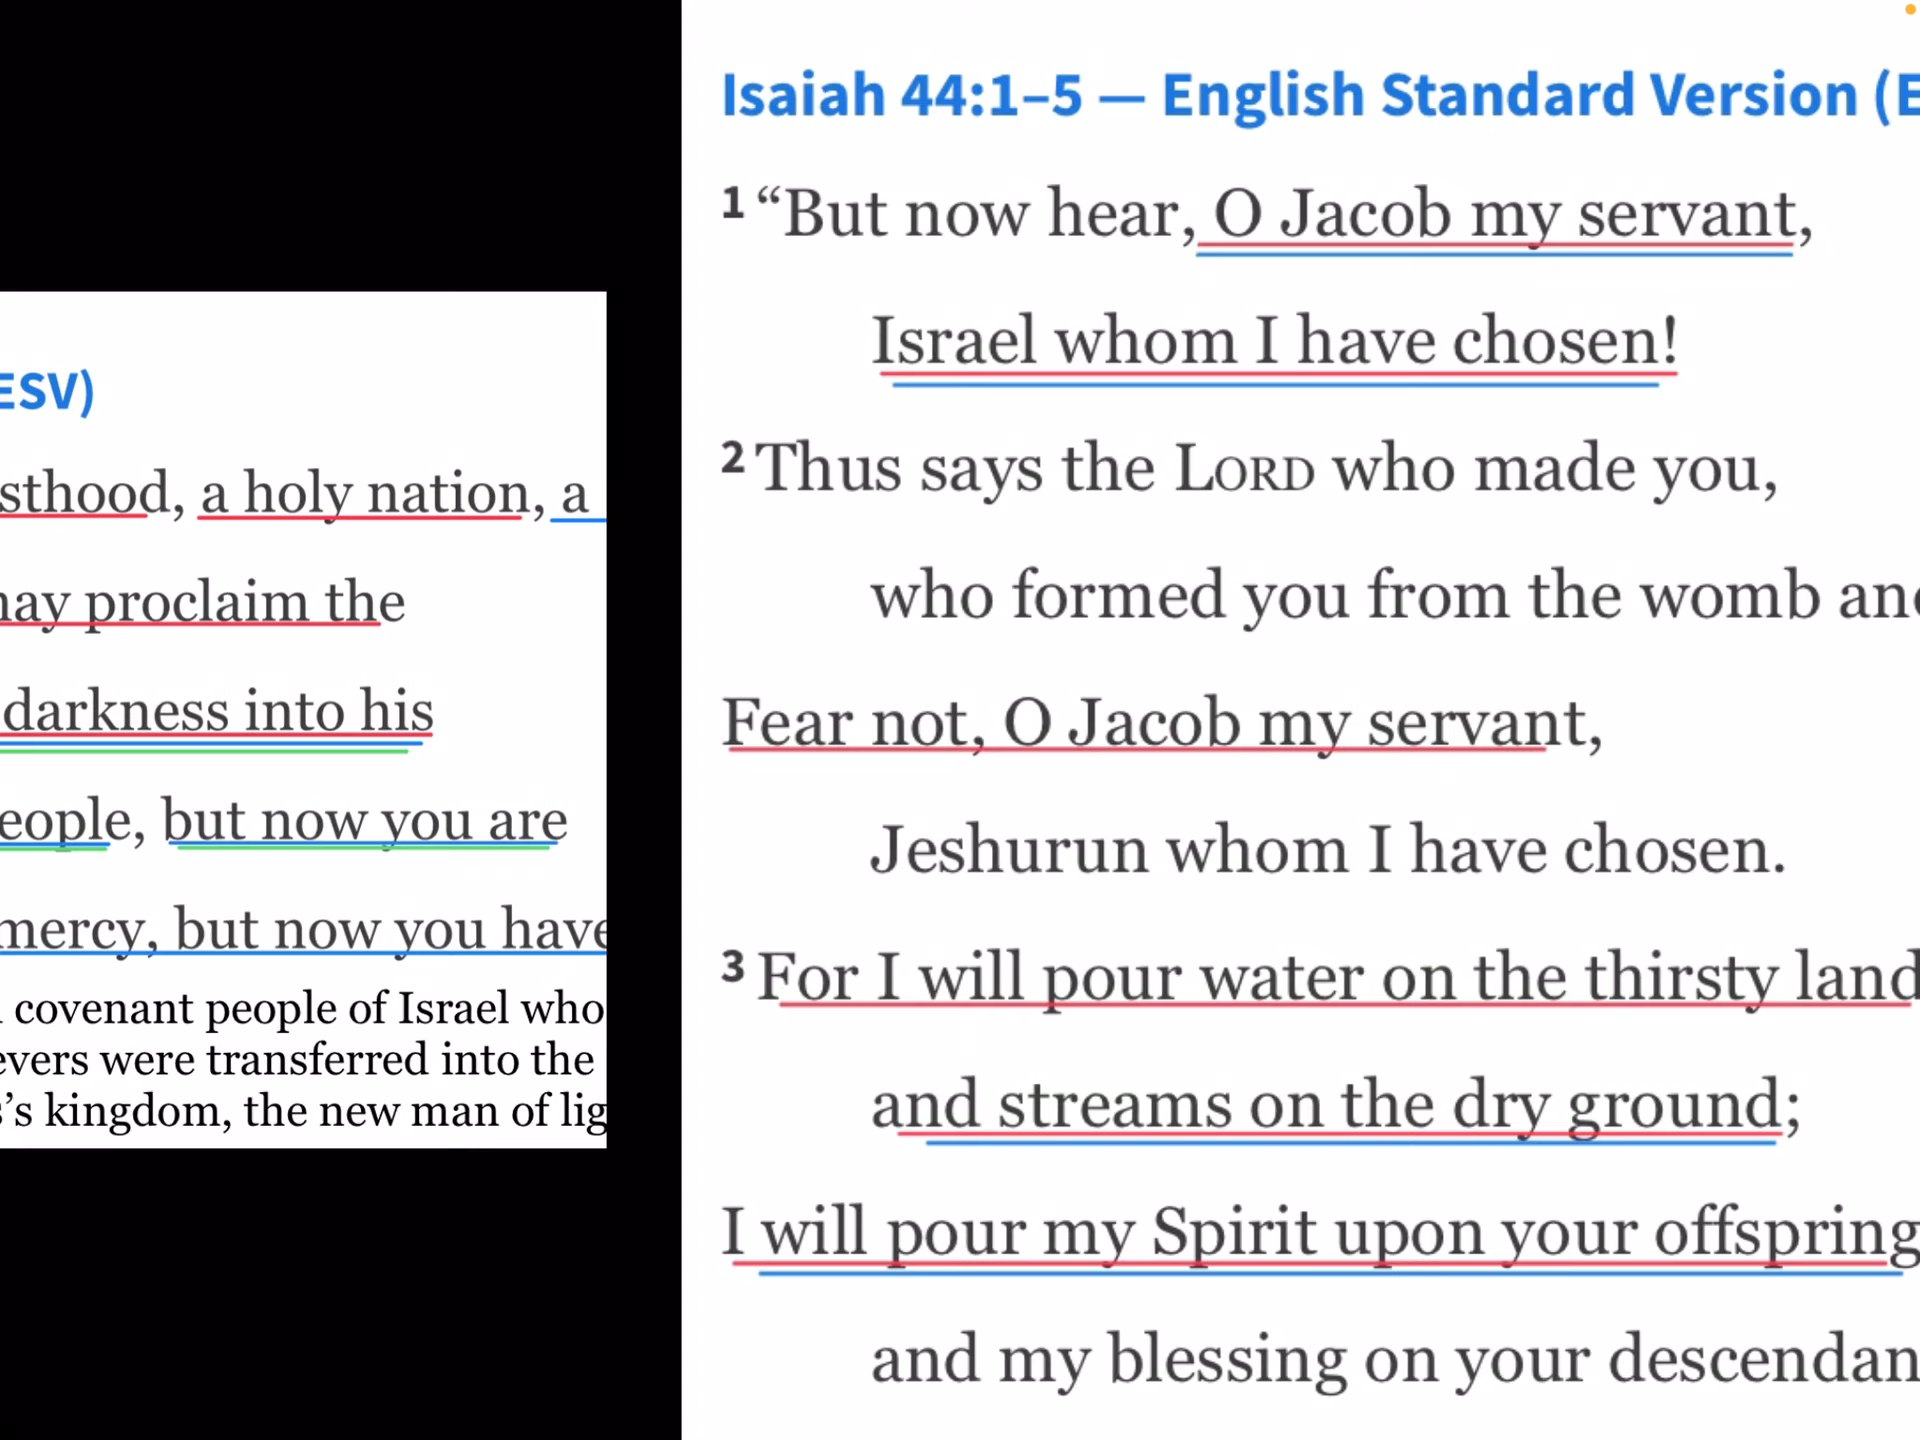 ESV)
sthood, a holy nation, a
may proclaim the
darkness into his
eople, but now you are
mercy, but now you have
covenant people of Israel who
evers were transferred into the
s’s kingdom, the new man of lig
Isaiah 44:1–5 — English Standard Version (E
1 “But now hear, O Jacob my servant,
Israel whom I have chosen!
2 Thus says the LORD who made you,
who formed you from the womb and
Fear not, O Jacob my servant,
Jeshurun whom I have chosen.
3 For I will pour water on the thirsty land
and streams on the dry ground;
I will pour my Spirit upon your offspring
and my blessing on your descendan